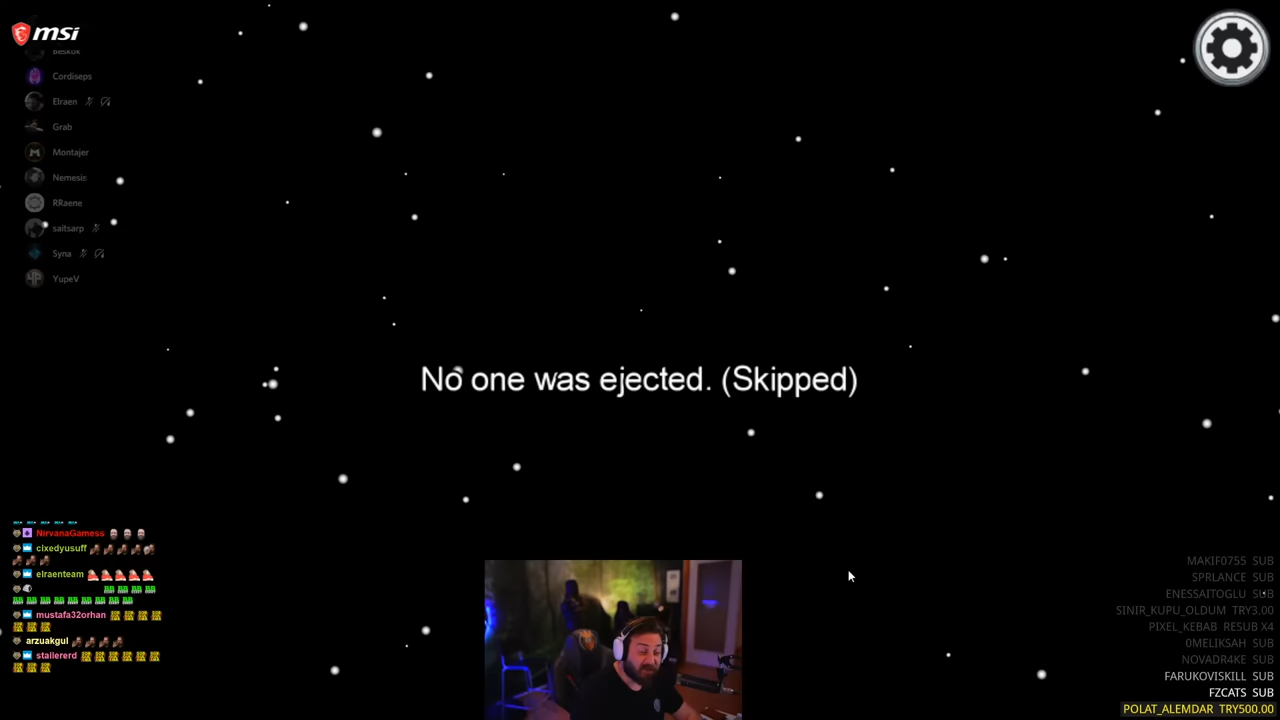 msi
Beskok
Cordiseps
Elraen
Grab
Montajer
Nemesis
RRaene
saitsarp
Syna
YupeV
No one was ejected. (Skipped)
NirvanaGamess
cixedyusuff
elraenteam
mustafa32orhan
arzuakgul
stailererd
MAKIF0755 SUB
SPRLANCE SUB
ENESSAITOGLU SUB
SINIR_KUPU_OLDUM TRY3.00
PIXEL_KEBAB RESUB X4
0MELIKSAH SUB
NOVADR4KE SUB
FARUKOVISKILL SUB
FZCATS SUB
POLAT_ALEMDAR TRY500.00